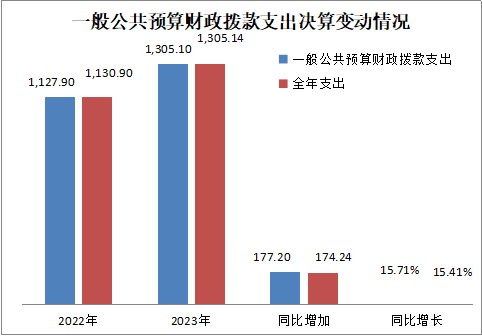 一般公共预算财政拨款支出决算变动情况
1,305.10 1,305.14
一般公共预算财政拨款支出
全年支出
1,127.90 1,130.90
177.20 174.24
15.71% 15.41%
2022年 2023年 同比增加 同比增长